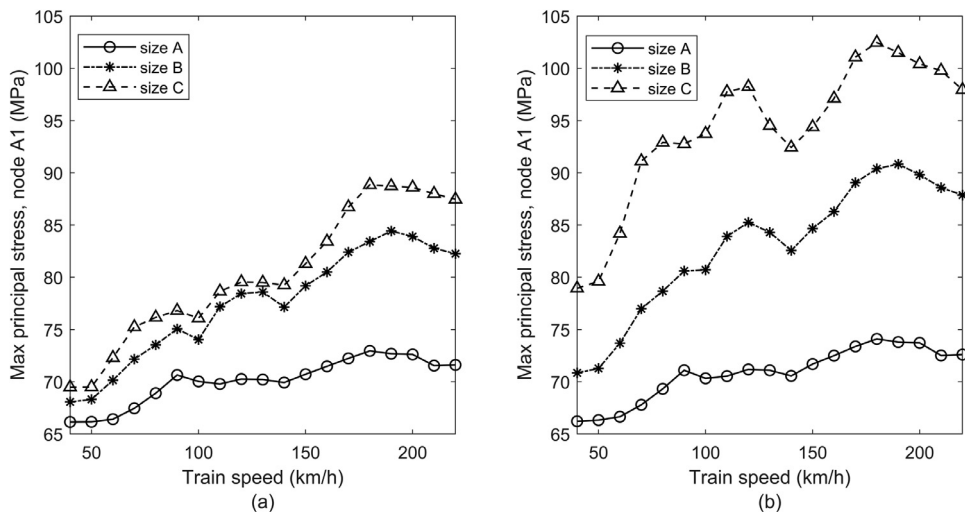 Max principal stress, node A1 (MPa)
105
100
95
90
85
80
75
70
65
size A
size B
size C
50
100
150
200
Train speed (km/h)
(a)
Max principal stress, node A1 (MPa)
105
100
95
90
85
80
75
70
65
size A
size B
size C
50
100
150
200
Train speed (km/h)
(b)